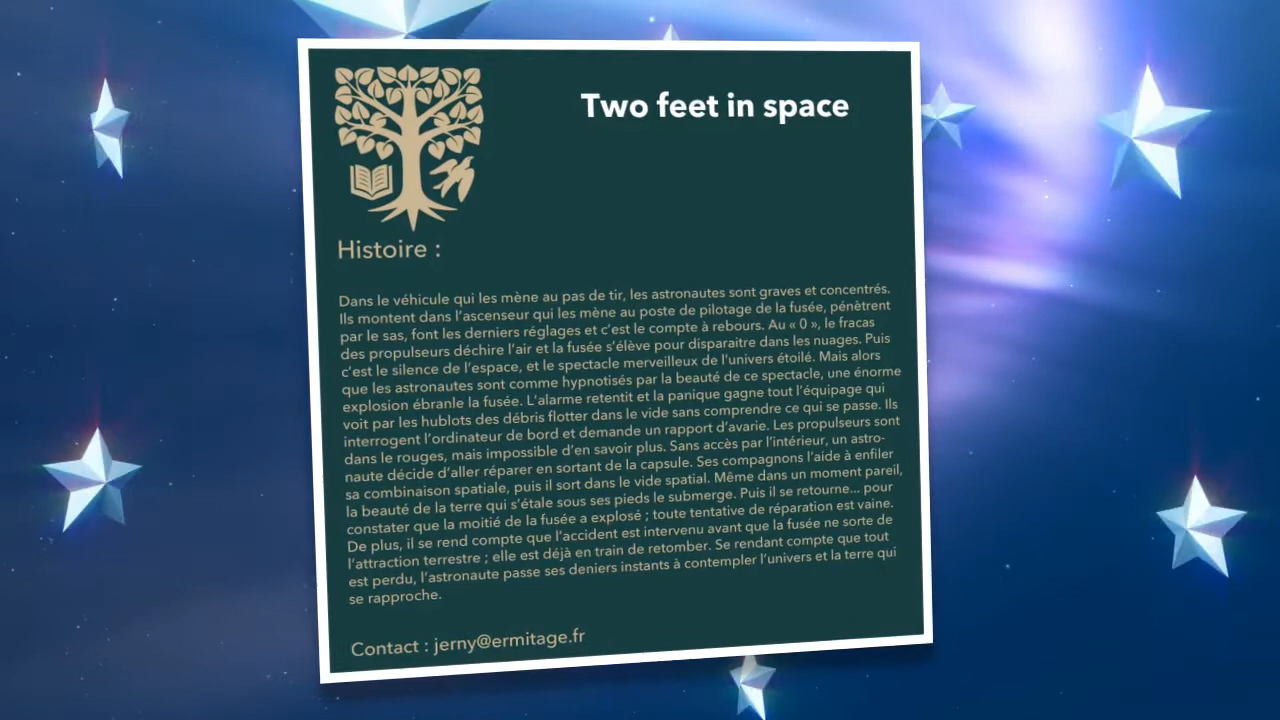 Two feet in space
Histoire :
Dans le véhicule qui les mène au pas de tir, les astronautes sont graves et concentrés.
Ils montent dans l’ascenseur qui les mène au poste de pilotage de la fusée, pénètrent
par le sas, font les derniers réglages et c’est le compte à rebours. Au « 0 », le fracas
des propulseurs déchire l’air et la fusée s’élève pour disparaitre dans les nuages. Puis
c’est le silence de l’espace, et le spectacle merveilleux de l’univers étoilé. Mais alors
que les astronautes sont comme hypnotisés par la beauté de ce spectacle, une énorme
explosion ébranle la fusée. L’alarme retentit et la panique gagne tout l’équipage qui
voit par les hublots des débris flotter dans le vide sans comprendre ce qui se passe. Ils
interrogent l’ordinateur de bord et demande un rapport d’avarie. Les propulseurs sont
dans le rouges, mais impossible d’en savoir plus. Sans accès par l’intérieur, un astro-
naute décide d’aller réparer en sortant de la capsule. Ses compagnons l’aide à enfiler
sa combinaison spatiale, puis il sort dans le vide spatial. Même dans un moment pareil,
la beauté de la terre qui s’étale sous ses pieds le submerge. Puis il se retourne... pour
constater que la moitié de la fusée a explosé ; toute tentative de réparation est vaine.
De plus, il se rend compte que l’accident est intervenu avant que la fusée ne sorte de
l’attraction terrestre ; elle est déjà en train de retomber. Se rendant compte que tout
est perdu, l’astronaute passe ses deniers instants à contempler l’univers et la terre qui
se rapproche.
Contact : jerny@ermitage.fr